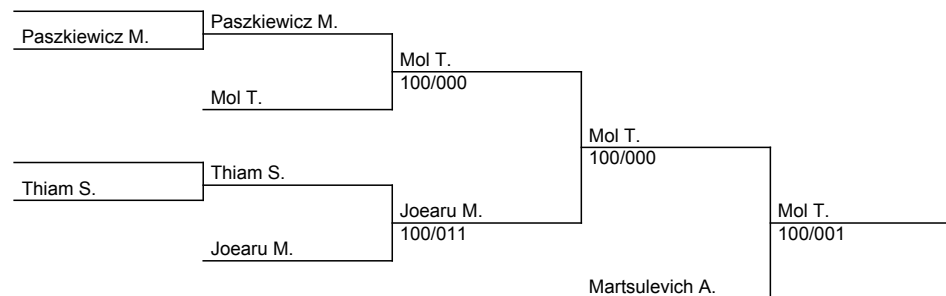 Paszkiewicz M.
Paszkiewicz M.
Mol T.
100/000
Mol T.
Mol T.
100/000
Thiam S.
Thiam S.
Joearu M.
100/011
Joearu M.
Mol T.
100/001
Martsulevich A.